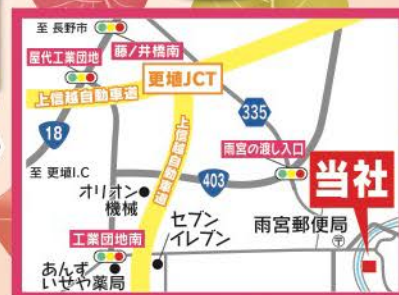 至 長野市
藤ノ井橋南
屋代工業団地
更埴JCT
上信越自動車道
335
18
上信越自動車道
雨宮の渡し入口
至 更埴I.C
403
当社
オリオン
機械
セブン
イレブン
雨宮郵便局
〒
工業団地南
あんず
いせや薬局